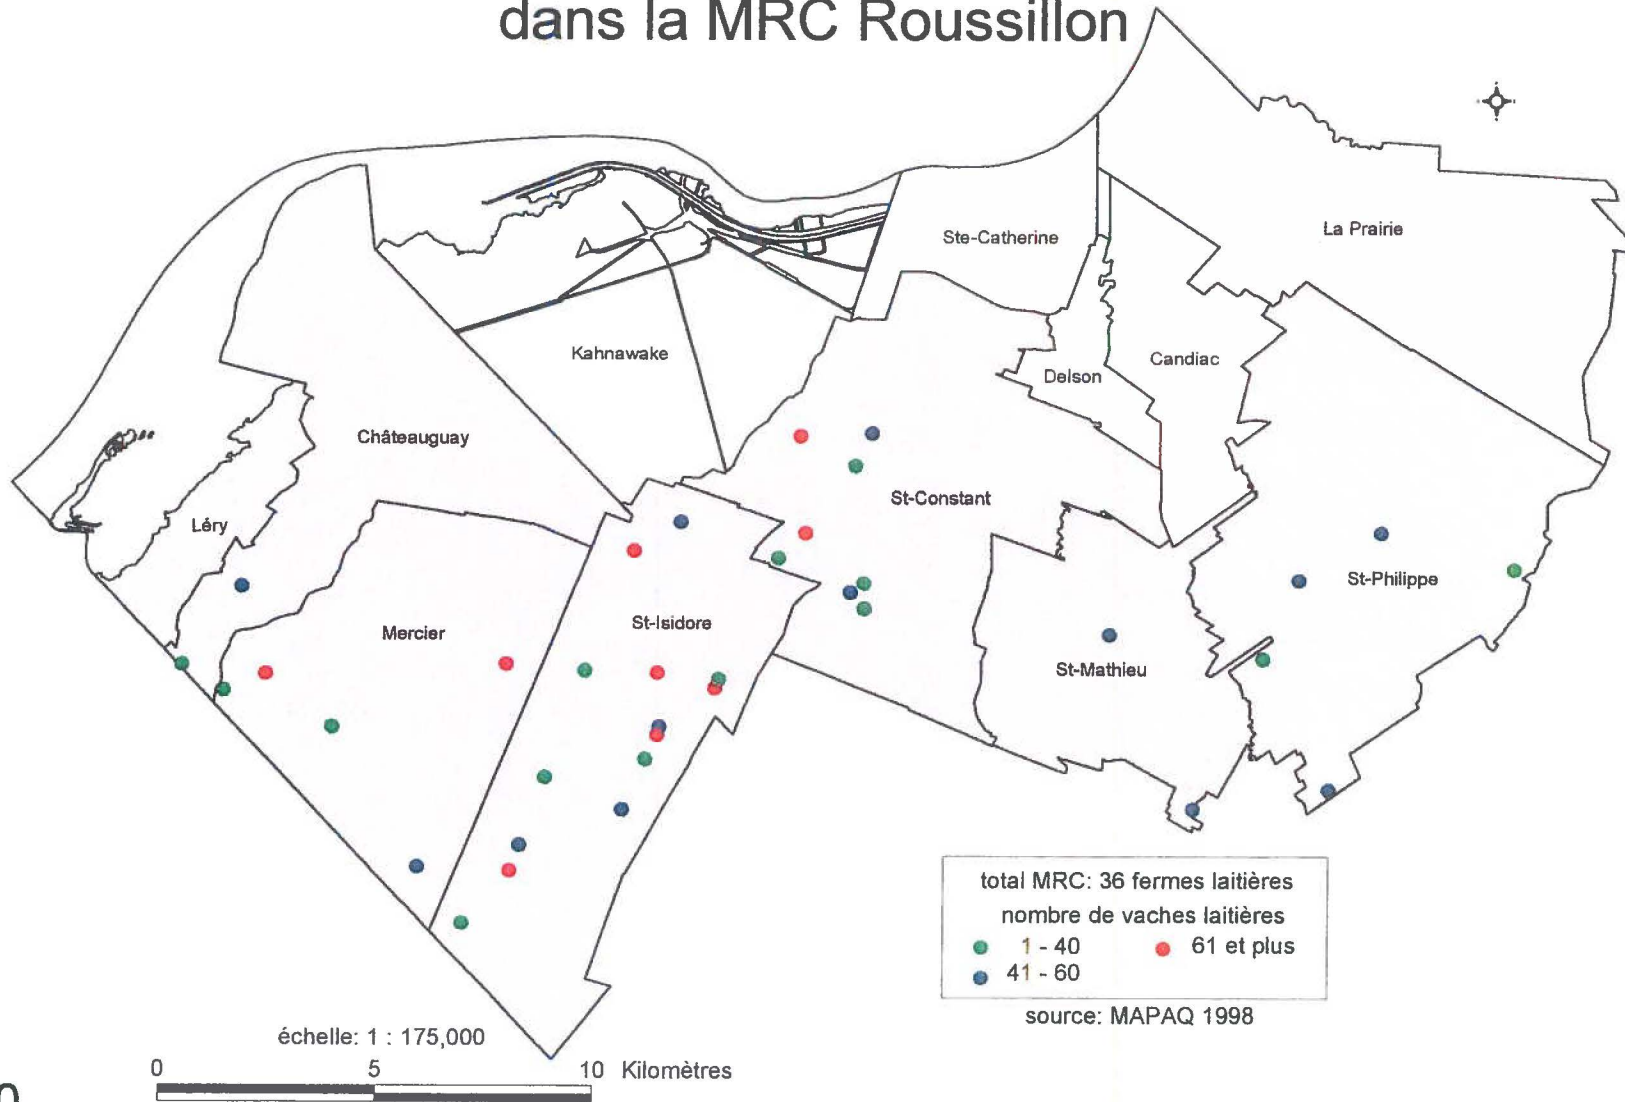 dans la MRC Roussillon
La Prairie
Ste-Catherine
Kahnawake
Candiac
Delson
Châteauguay
St-Constant
Léry
St-Philippe
St-Isidore
Mercier
St-Mathieu
total MRC: 36 fermes laitières
nombre de vaches laitières
1 - 40
61 et plus
41 - 60
source: MAPAQ 1998
échelle: 1 : 175,000
0 5 10 Kilomètres